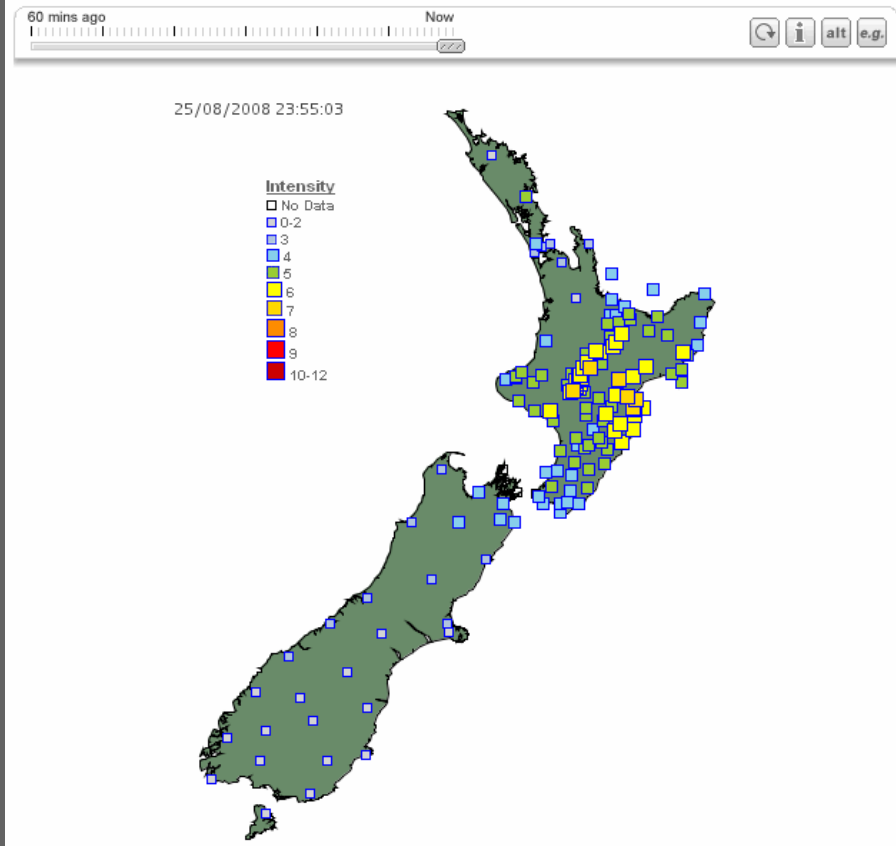 60 mins ago Now
alt e.g.
25/08/2008 23:55:03
Intensity
No Data
0-2
3
4
5
6
7
8
9
10-12